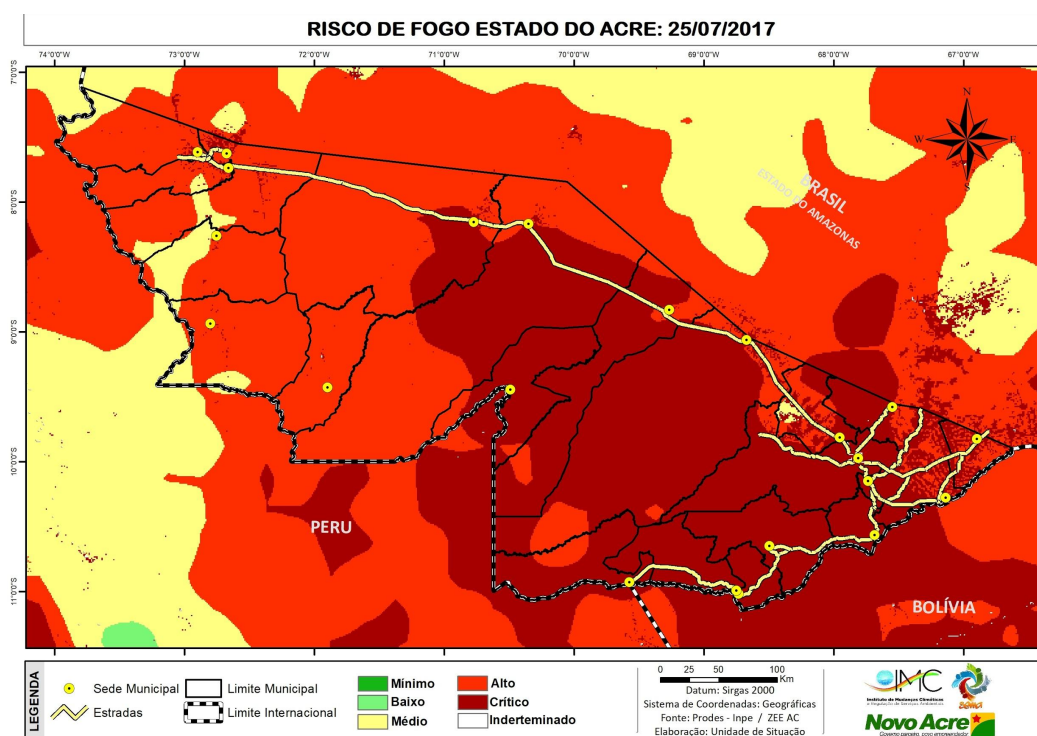 RISCO DE FOGO ESTADO DO ACRE: 25/07/2017
74°0'0"W 73°0'0"W 72°0'0"W 71°0'0"W 70°0'0"W 69°0'0"W 68°0'0"W 67°0'0"W
7°0'0"S
8°0'0"S
9°0'0"S
10°0'0"S
11°0'0"S
N
W E
S
BRASIL
ESTADO DO AMAZONAS
PERU
BOLÍVIA
LEGENDA
Sede Municipal
Estradas
Limite Municipal
Limite Internacional
Mínimo
Baixo
Médio
Alto
Crítico
Indeterminado
0 25 50 100
Km
Datum: Sirgas 2000
Sistema de Coordenadas: Geográficas
Fonte: Prodes - Inpe / ZEE AC
Elaboração: Unidade de Situação
IMC
Instituto de Mudanças Climáticas
e Regulação de Serviços Ambientais
Novo Acre